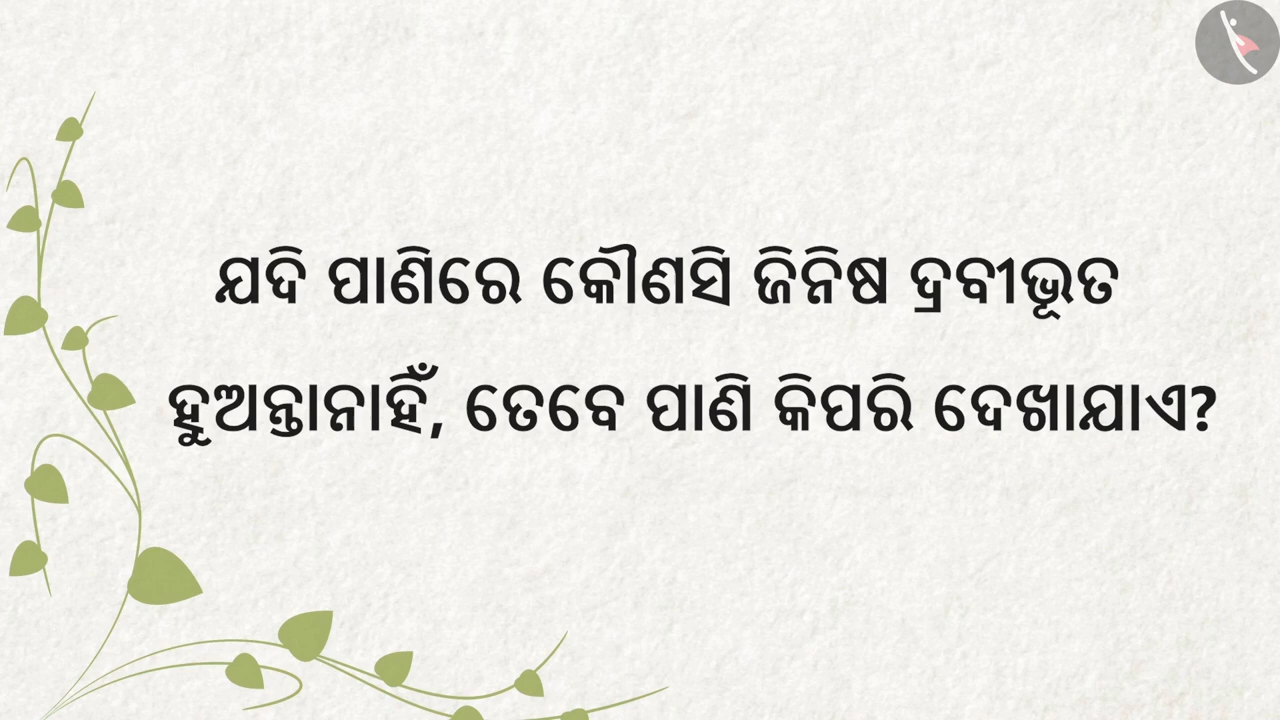 ଯଦି ପାଣିରେ କୌଣସି ଜିନିଷ ଦ୍ରବୀଭୂତ
ହୁଅନ୍ତାନାହିଁ, ତେବେ ପାଣି କିପରି ଦେଖାଯାଏ?